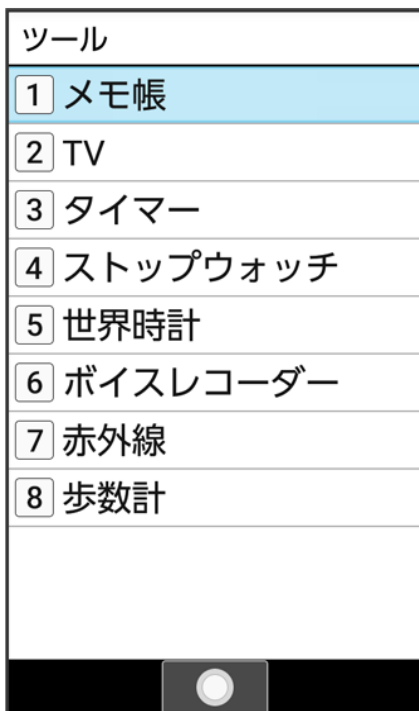 ツール
1 メモ帳
2 TV
3 タイマー
4 ストップウォッチ
5 世界時計
6 ボイスレコーダー
7 赤外線
8 歩数計